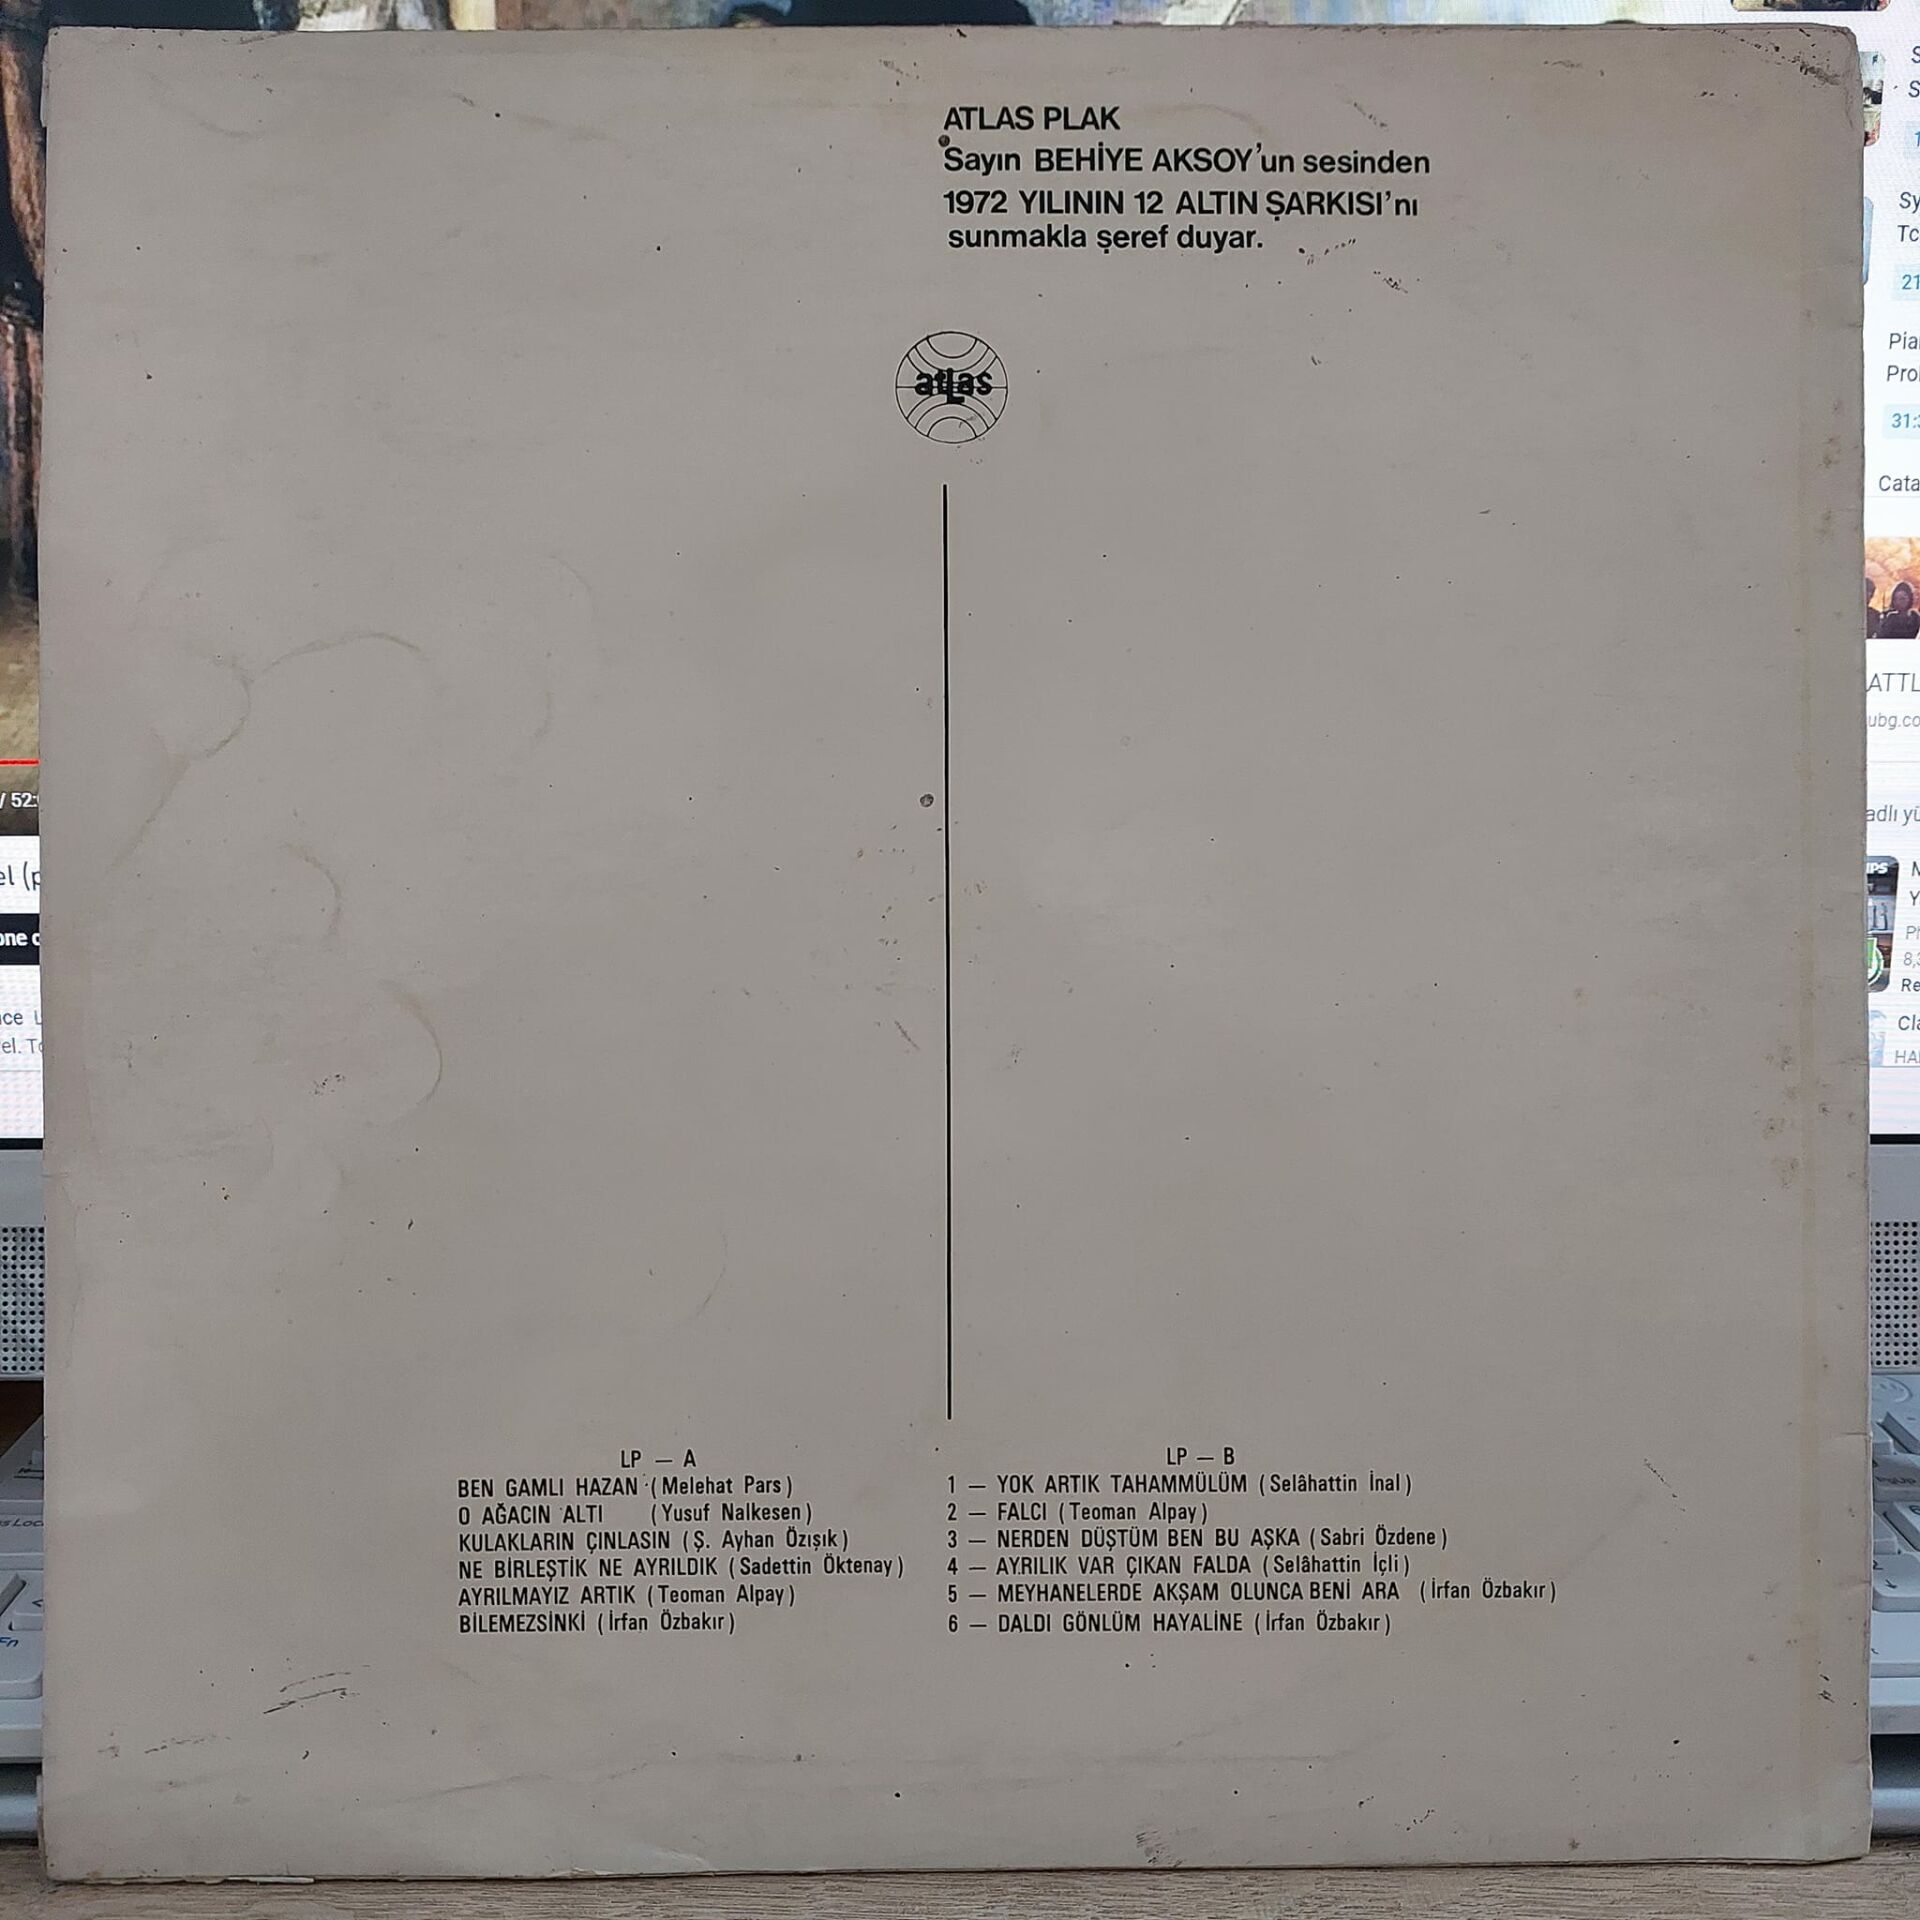 ATLAS PLAK
Sayın BEHİYE AKSOY'un sesinden
1972 YILININ 12 ALTIN ŞARKISI'nı
sunmakla şeref duyar.
atLas
LP — A
BEN GAMLI HAZAN (Melehat Pars)
O AĞACIN ALTI (Yusuf Nalkesen)
KULAKLARIN ÇINLASIN (Ş. Ayhan Özışık)
NE BİRLEŞTİK NE AYRILDIK (Sadettin Öktenay)
AYRILMAYIZ ARTIK (Teoman Alpay)
BİLEMEZSİNKİ (İrfan Özbakır)
LP — B
1 — YOK ARTIK TAHAMMÜLÜM (Selâhattin İnal)
2 — FALCI (Teoman Alpay)
3 — NERDEN DÜŞTÜM BEN BU AŞKA (Sabri Özdene)
4 — AYRILIK VAR ÇIKAN FALDA (Selâhattin İçli)
5 — MEYHANELERDE AKŞAM OLUNCA BENİ ARA (İrfan Özbakır)
6 — DALDI GÖNLÜM HAYALİNE (İrfan Özbakır)